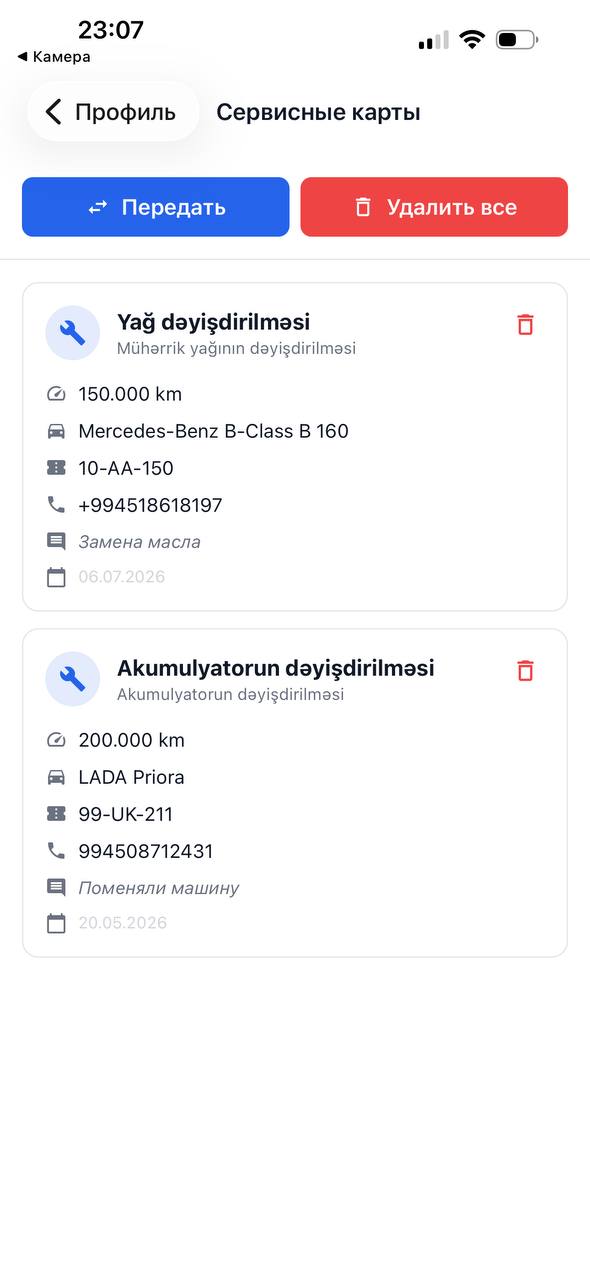 23:07
Камера
Профиль
Сервисные карты
Передать
Удалить все
Yağ dəyişdirilməsi
Mühərrik yağının dəyişdirilməsi
150.000 km
Mercedes-Benz B-Class B 160
10-AA-150
+994518618197
Замена масла
06.07.2026
Akumulyatorun dəyişdirilməsi
Akumulyatorun dəyişdirilməsi
200.000 km
LADA Priora
99-UK-211
994508712431
Поменяли машину
20.05.2026